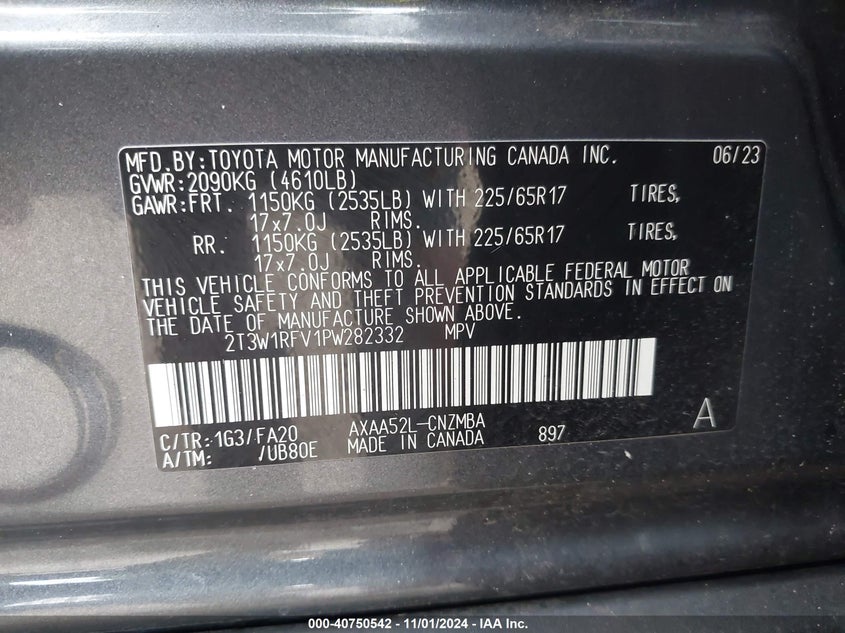 MFD.BY:TOYOTA MOTOR MANUFACTURING CANADA INC. 06/23
GVWR:2090KG (4610LB)
GAWR:FRT. 1150KG (2535LB) WITH 225/65R17 TIRES,
17x7.0J RIMS.
RR. 1150KG (2535LB) WITH 225/65R17 TIRES,
17x7.0J RIMS.
THIS VEHICLE CONFORMS TO ALL APPLICABLE FEDERAL MOTOR
VEHICLE SAFETY AND THEFT PREVENTION STANDARDS IN EFFECT ON
THE DATE OF MANUFACTURE SHOWN ABOVE.
2T3W1RFV1PW282332 MPV
C/TR:1G3/FA20 AXAA52L-CNZMBA A
A/TM: /UB80E MADE IN CANADA 897
000-40750542 - 11/01/2024 - IAA Inc.